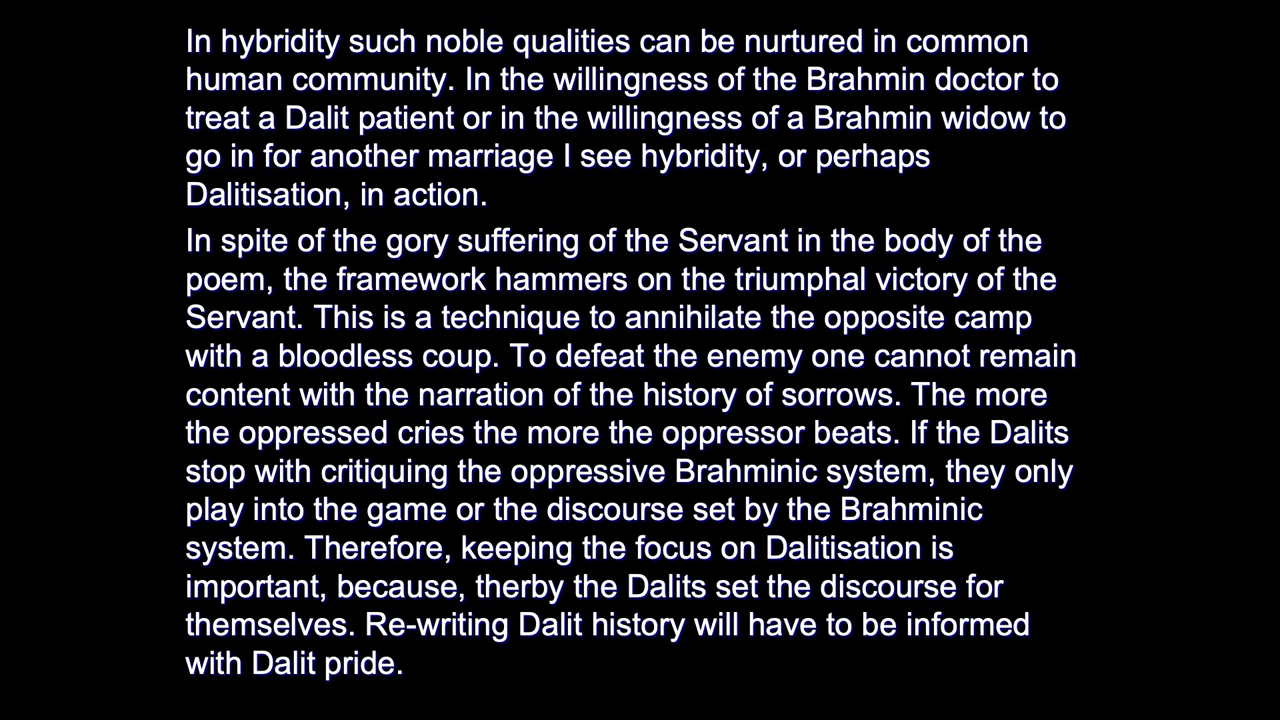 In hybridity such noble qualities can be nurtured in common
human community. In the willingness of the Brahmin doctor to
treat a Dalit patient or in the willingness of a Brahmin widow to
go in for another marriage I see hybridity, or perhaps
Dalitisation, in action.
In spite of the gory suffering of the Servant in the body of the
poem, the framework hammers on the triumphal victory of the
Servant. This is a technique to annihilate the opposite camp
with a bloodless coup. To defeat the enemy one cannot remain
content with the narration of the history of sorrows. The more
the oppressed cries the more the oppressor beats. If the Dalits
stop with critiquing the oppressive Brahminic system, they only
play into the game or the discourse set by the Brahminic
system. Therefore, keeping the focus on Dalitisation is
important, because, therby the Dalits set the discourse for
themselves. Re-writing Dalit history will have to be informed
with Dalit pride.